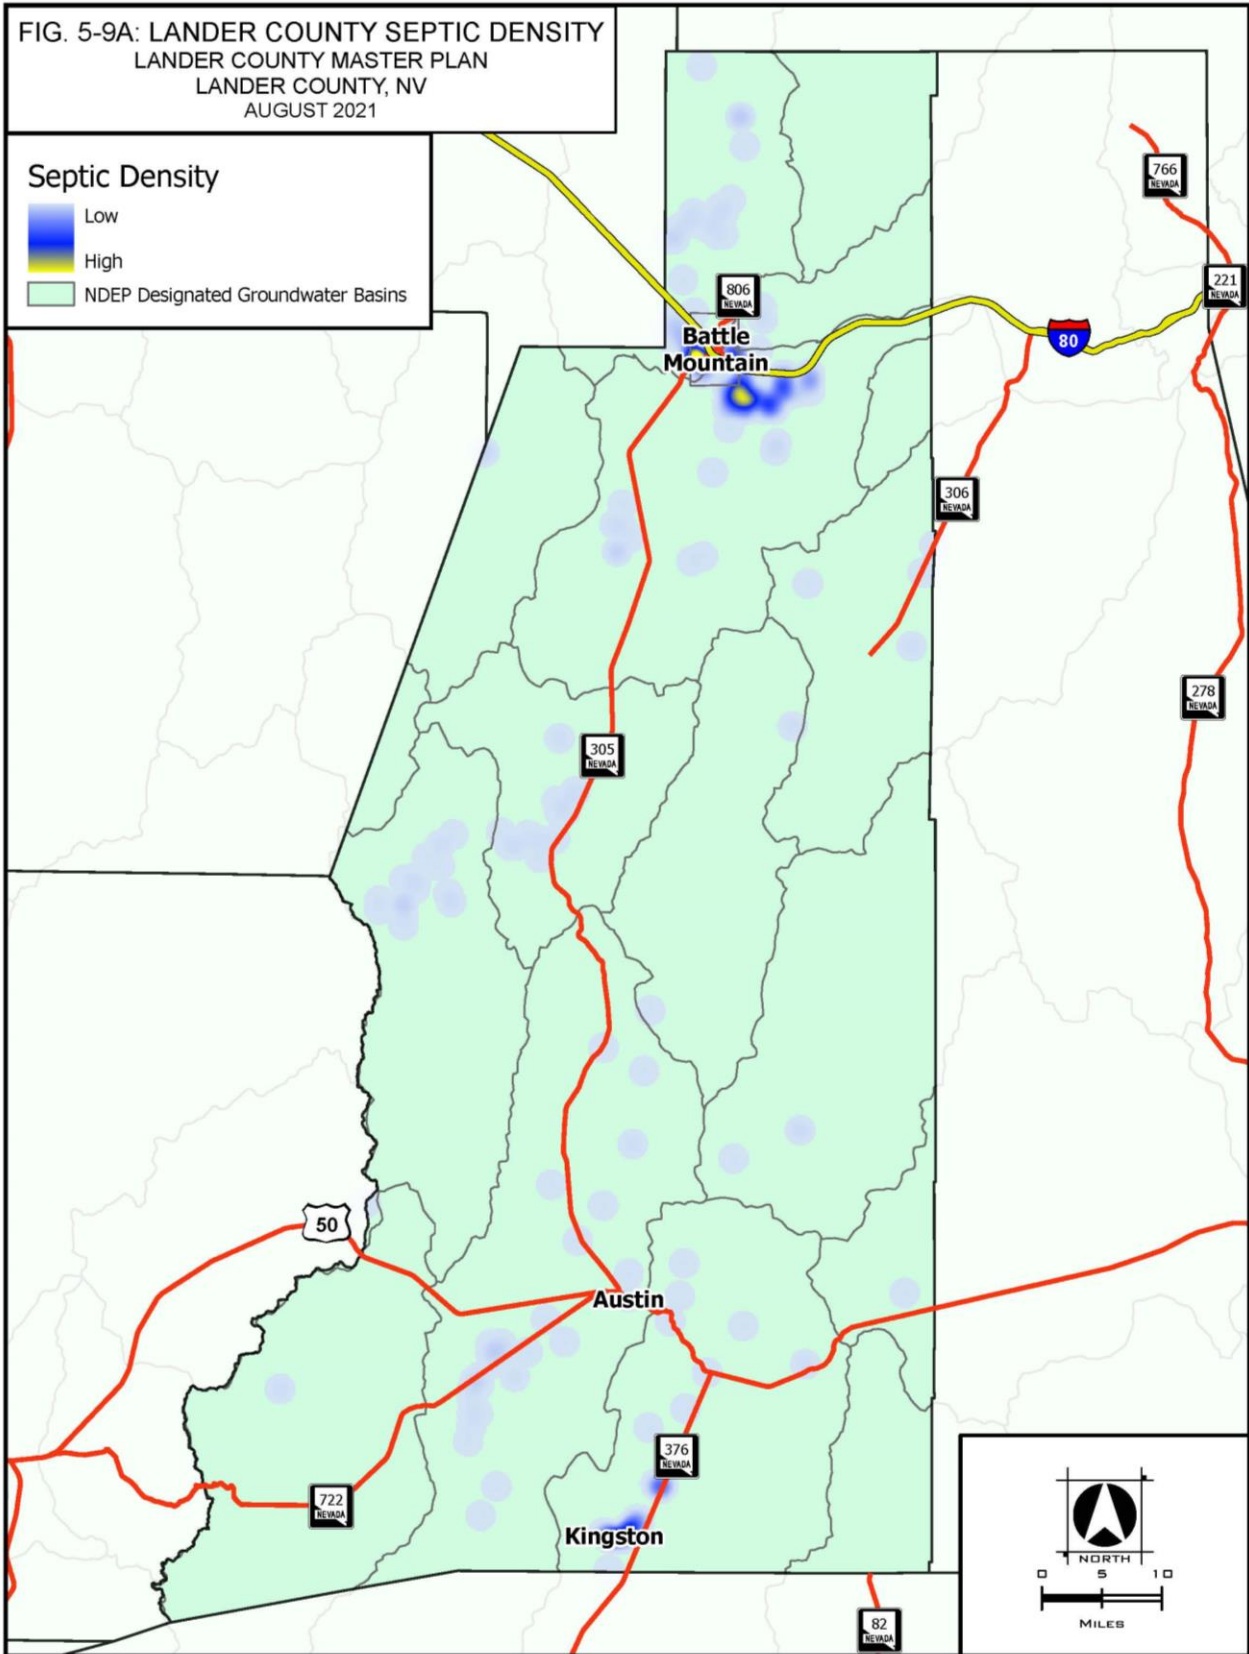 FIG. 5-9A: LANDER COUNTY SEPTIC DENSITY
LANDER COUNTY MASTER PLAN
LANDER COUNTY, NV
AUGUST 2021
Septic Density
Low
High
NDEP Designated Groundwater Basins
766
NEVADA
221
NEVADA
806
NEVADA
Battle
Mountain
80
306
NEVADA
278
NEVADA
305
NEVADA
50
Austin
376
NEVADA
722
NEVADA
Kingston
82
NEVADA
NORTH
0 5 10
MILES